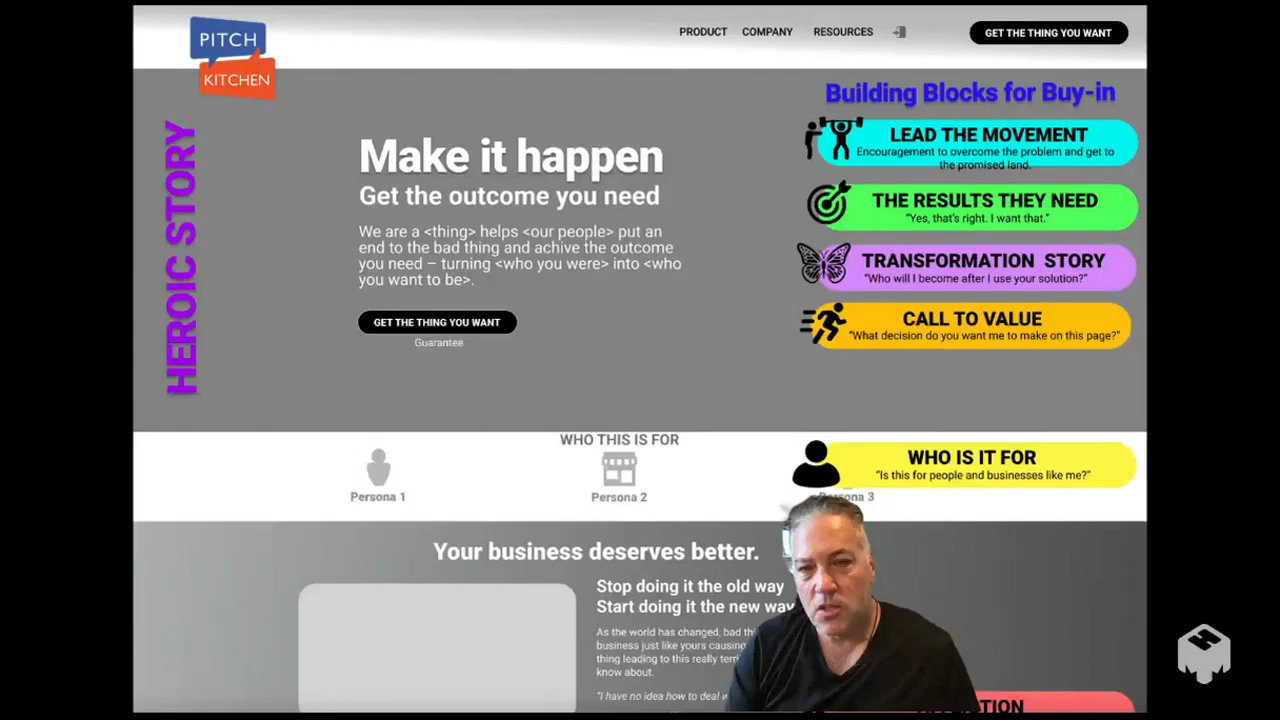 PITCH
KITCHEN
PRODUCT
COMPANY
RESOURCES
GET THE THING YOU WANT
HEROIC STORY
Make it happen
Get the outcome you need
We are a <thing> helps <our people> put an
end to the bad thing and achive the outcome
you need – turning <who you were> into <who
you want to be>.
GET THE THING YOU WANT
Guarantee
Building Blocks for Buy-in
LEAD THE MOVEMENT
Encouragement to overcome the problem and get to
the promised land.
THE RESULTS THEY NEED
“Yes, that’s right. I want that.”
TRANSFORMATION STORY
“Who will I become after I use your solution?”
CALL TO VALUE
“What decision do you want me to make on this page?”
WHO THIS IS FOR
Persona 1
Persona 2
Persona 3
WHO IS IT FOR
“Is this for people and businesses like me?”
Your business deserves better.
Stop doing it the old way
Start doing it the new way
As the world has changed, bad
business just like yours causing
thing leading to this really
know about.
“I have no idea how to deal